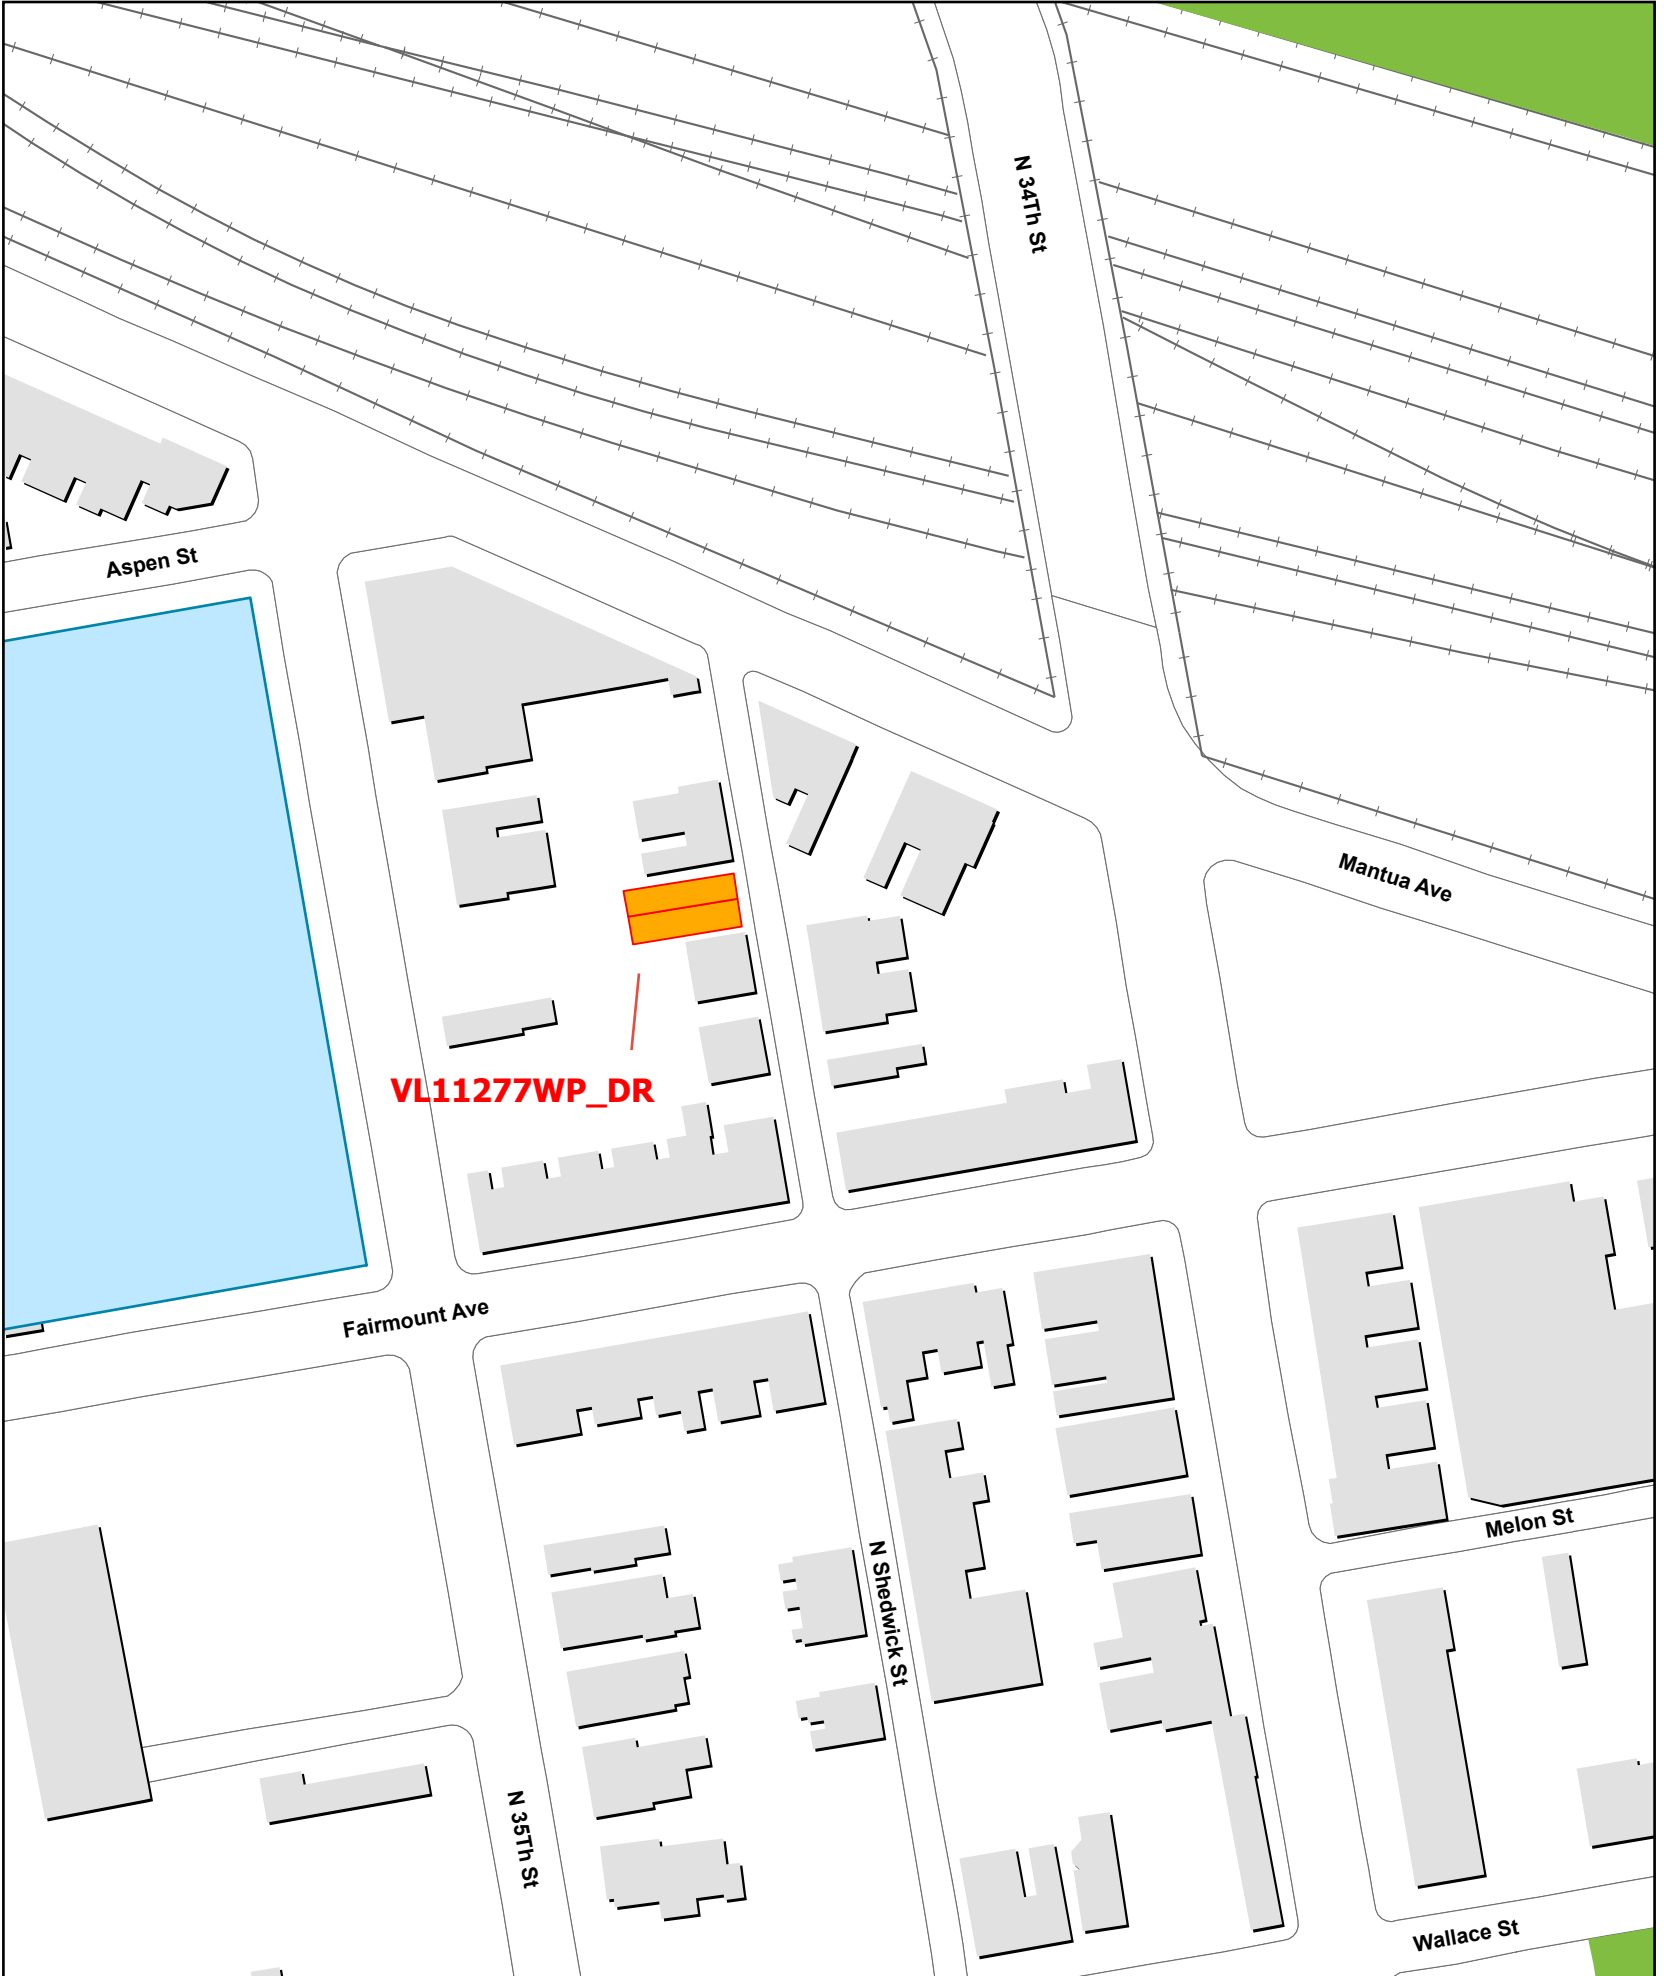 N 34Th St
Aspen St
Mantua Ave
VL11277WP_DR
Fairmount Ave
Melon St
N Shedwick St
N 35Th St
Wallace St